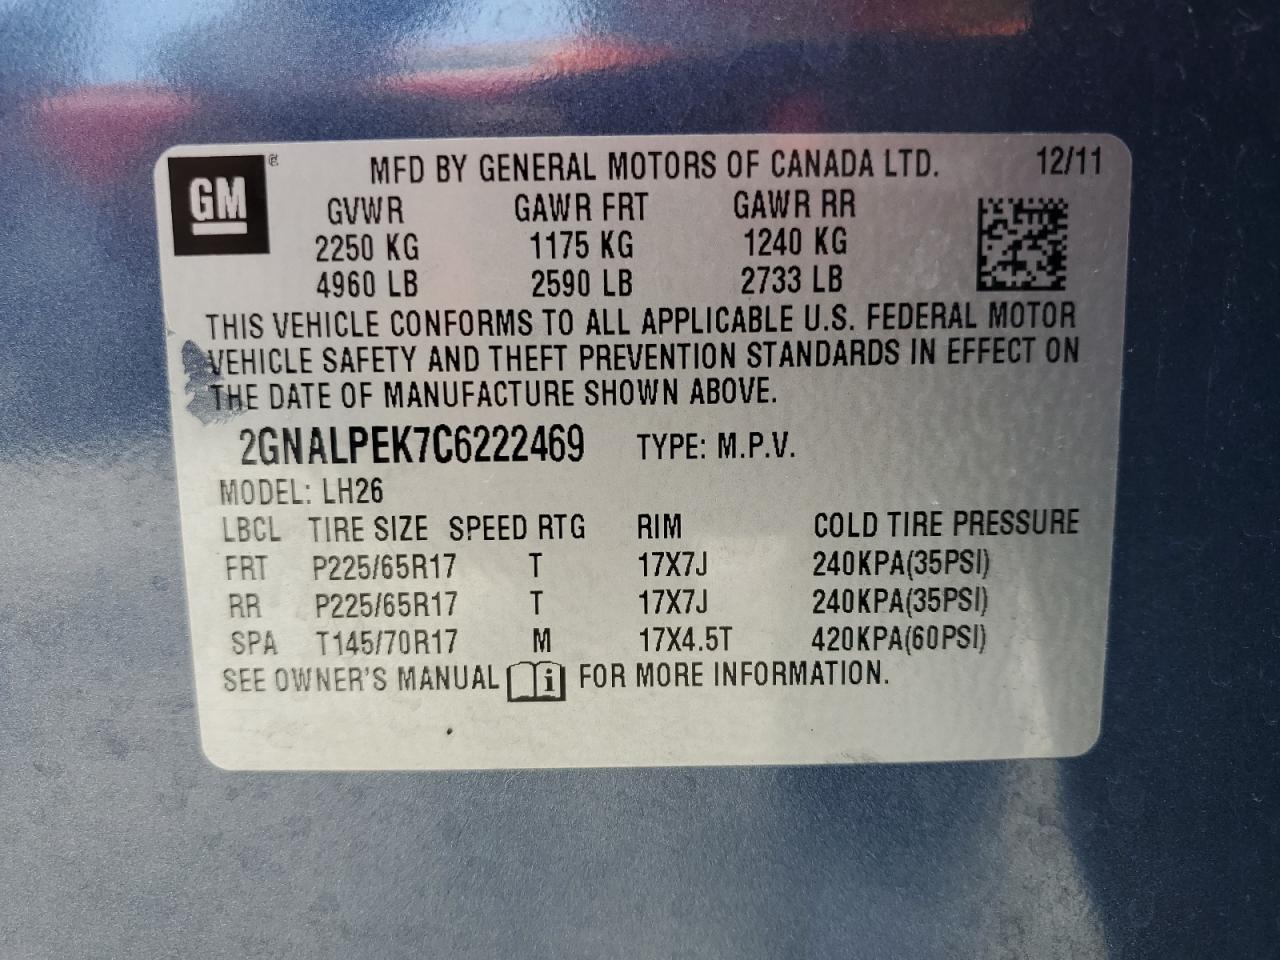 GM ® MFD BY GENERAL MOTORS OF CANADA LTD. 12/11
GVWR GAWR FRT GAWR RR
2250 KG 1175 KG 1240 KG
4960 LB 2590 LB 2733 LB
THIS VEHICLE CONFORMS TO ALL APPLICABLE U.S. FEDERAL MOTOR
VEHICLE SAFETY AND THEFT PREVENTION STANDARDS IN EFFECT ON
THE DATE OF MANUFACTURE SHOWN ABOVE.
2GNALPEK7C6222469 TYPE: M.P.V.
MODEL: LH26
LBCL TIRE SIZE SPEED RTG RIM COLD TIRE PRESSURE
FRT P225/65R17 T 17X7J 240KPA(35PSI)
RR P225/65R17 T 17X7J 240KPA(35PSI)
SPA T145/70R17 M 17X4.5T 420KPA(60PSI)
SEE OWNER'S MANUAL i FOR MORE INFORMATION.